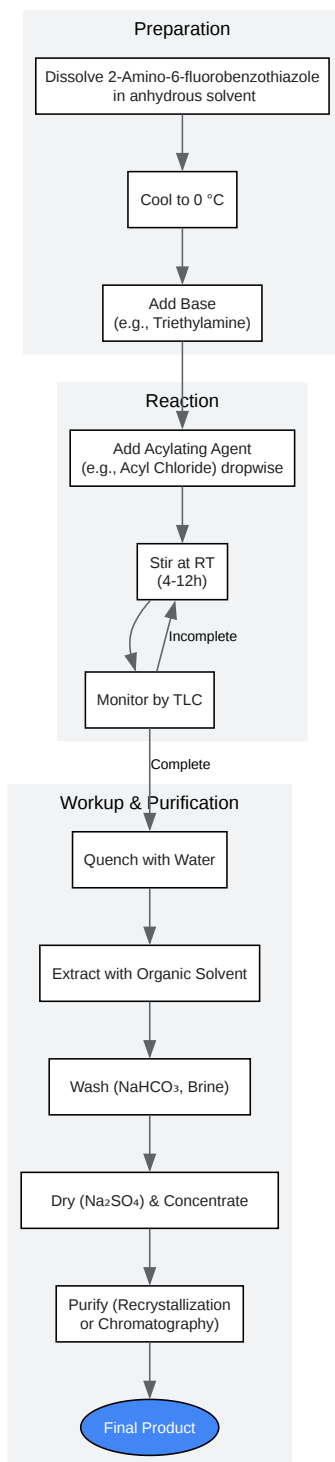 Preparation
Dissolve 2-Amino-6-fluorobenzothiazole
in anhydrous solvent
Cool to 0 °C
Add Base
(e.g., Triethylamine)
Reaction
Add Acylating Agent
(e.g., Acyl Chloride) dropwise
Stir at RT
(4-12h)
Incomplete
Monitor by TLC
Complete
Workup & Purification
Quench with Water
Extract with Organic Solvent
Wash (NaHCO₃, Brine)
Dry (Na₂SO₄) & Concentrate
Purify (Recrystallization
or Chromatography)
Final Product